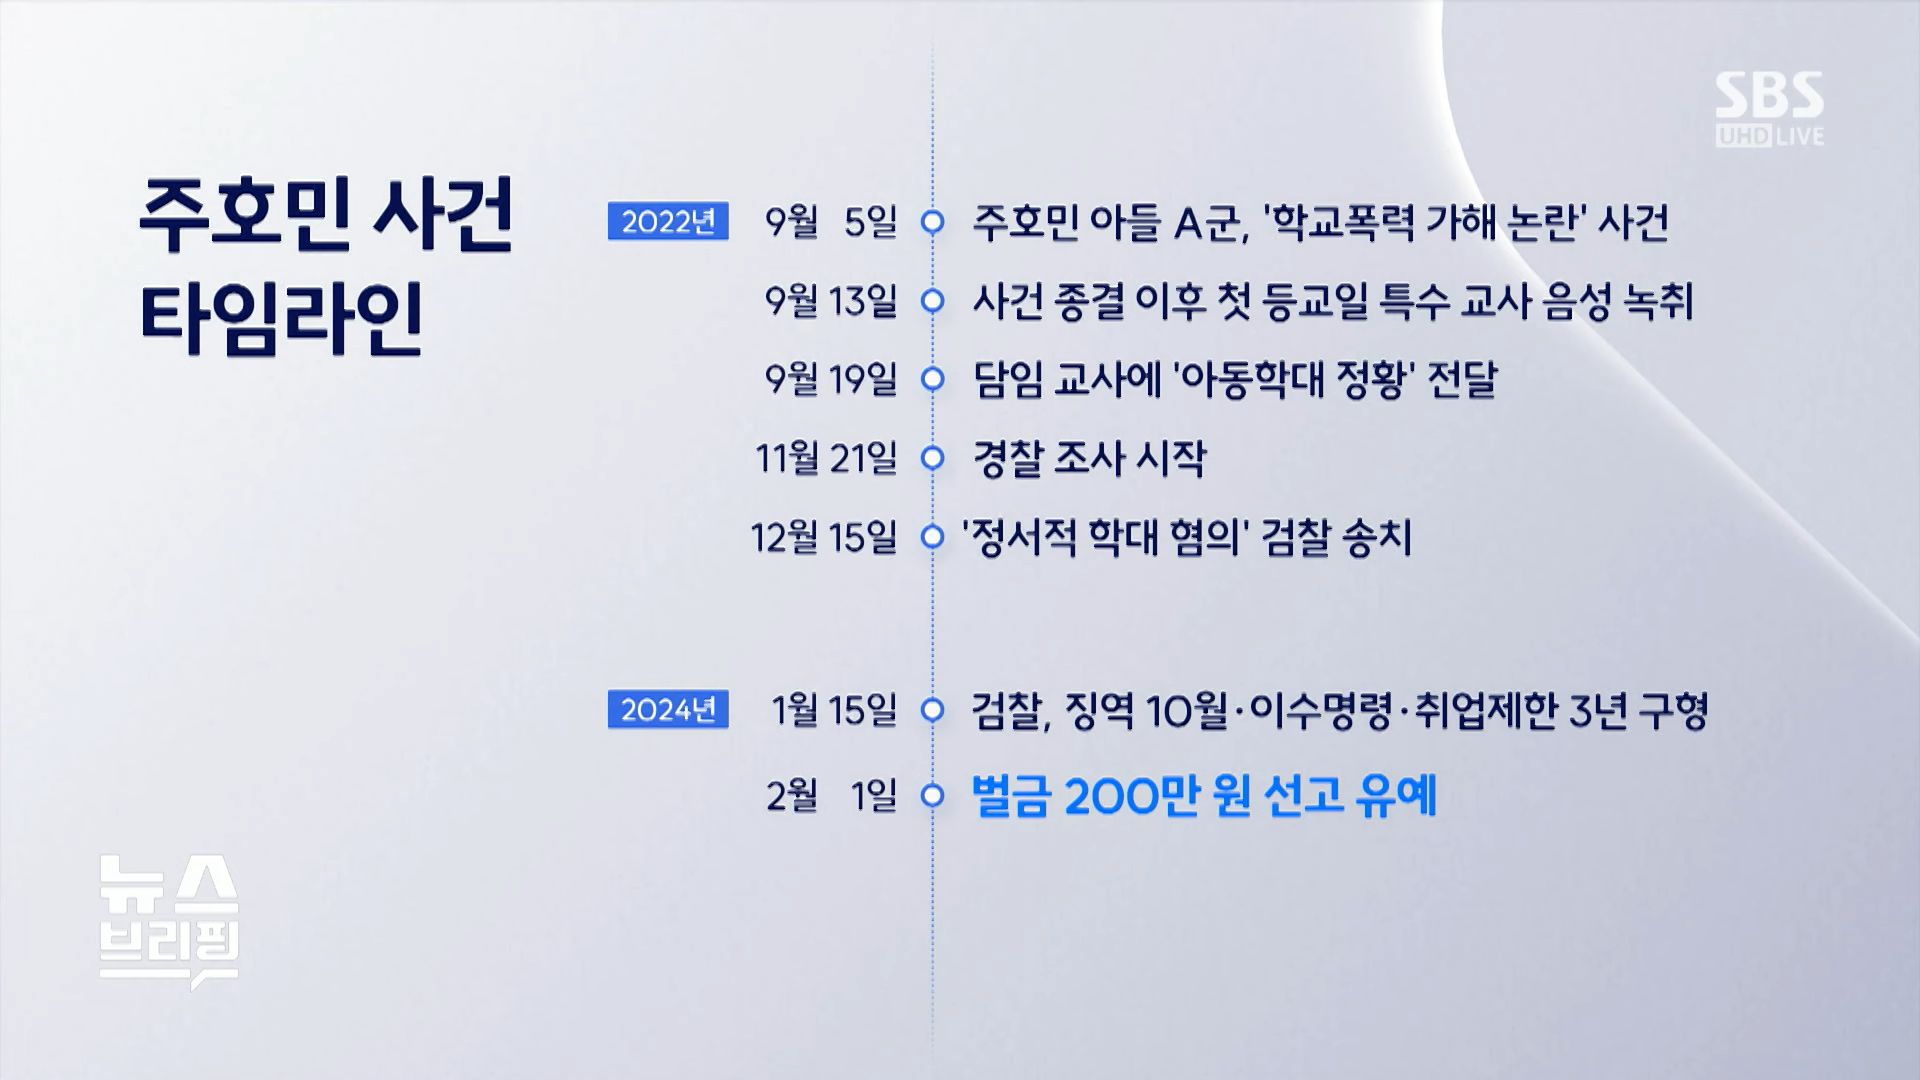 SBS
UHD LIVE
주호민 사건
타임라인
2022년 9월 5일 주호민 아들 A군, '학교폭력 가해 논란' 사건
9월 13일 사건 종결 이후 첫 등교일 특수 교사 음성 녹취
9월 19일 담임 교사에 '아동학대 정황' 전달
11월 21일 경찰 조사 시작
12월 15일 '정서적 학대 혐의' 검찰 송치
2024년 1월 15일 검찰, 징역 10월·이수명령·취업제한 3년 구형
2월 1일 벌금 200만 원 선고 유예
뉴스
브리핑